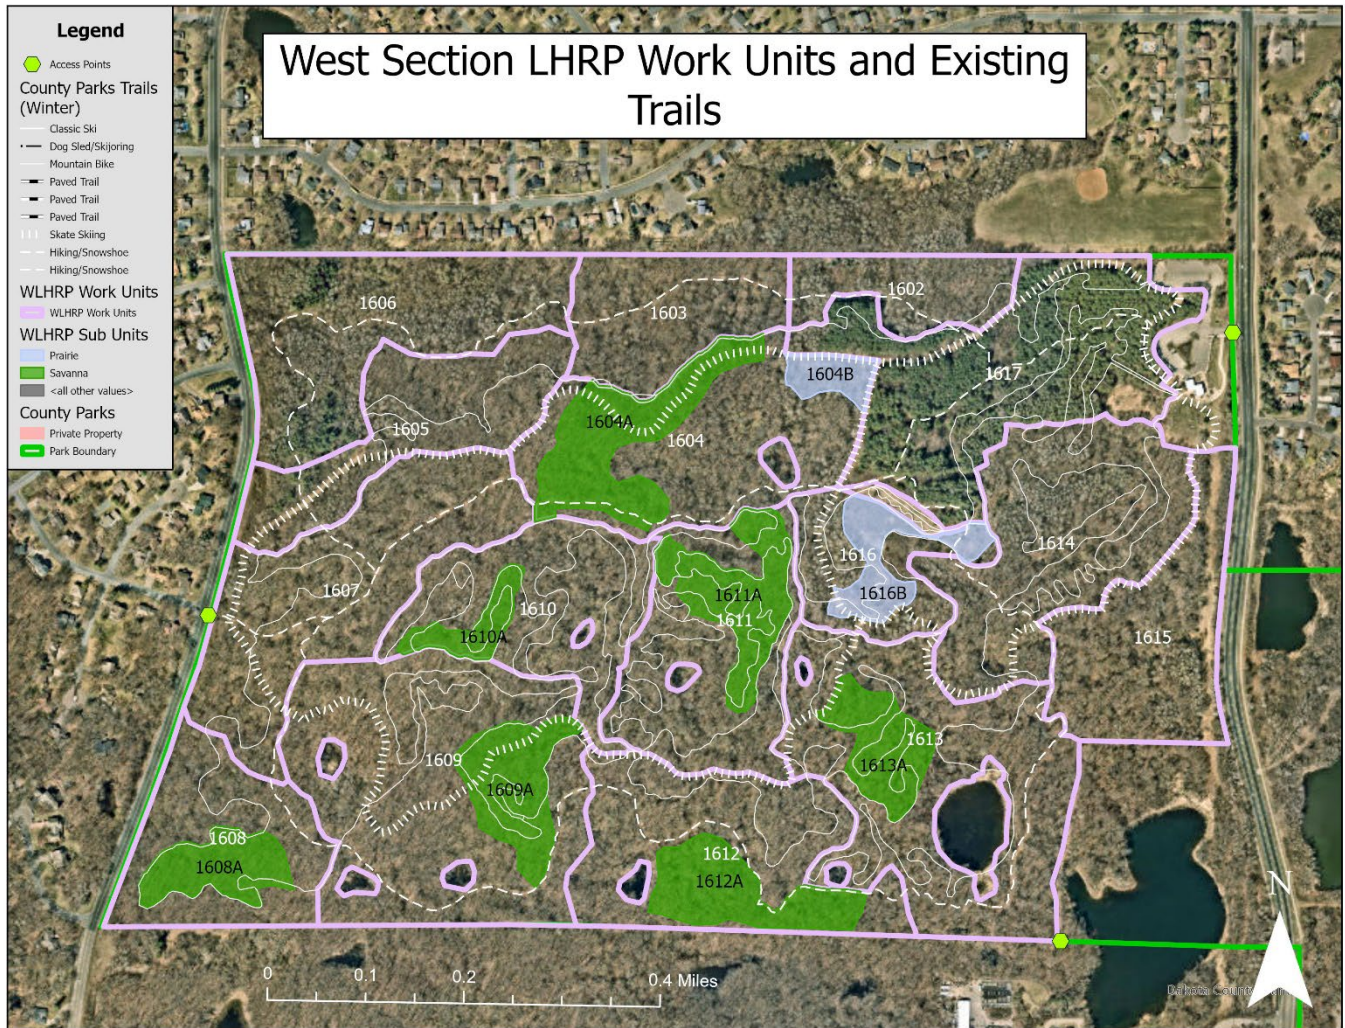 Legend
Access Points
County Parks Trails
(Winter)
Classic Ski
Dog Sled/Skijoring
Mountain Bike
Paved Trail
Paved Trail
Paved Trail
Skate Skiing
Hiking/Snowshoe
Hiking/Snowshoe
WLHRP Work Units
WLHRP Work Units
WLHRP Sub Units
Prairie
Savanna
<all other values>
County Parks
Private Property
Park Boundary
West Section LHRP Work Units and Existing
Trails
1606
1603
1602
1617
1604B
1605
1604A
1604
1614
1616
1616B
1607
1610
1610A
1611A
1611
1615
1613
1613A
1609
1609A
1608
1608A
1612
1612A
N
0
0.1
0.2
0.4 Miles
Dakota County